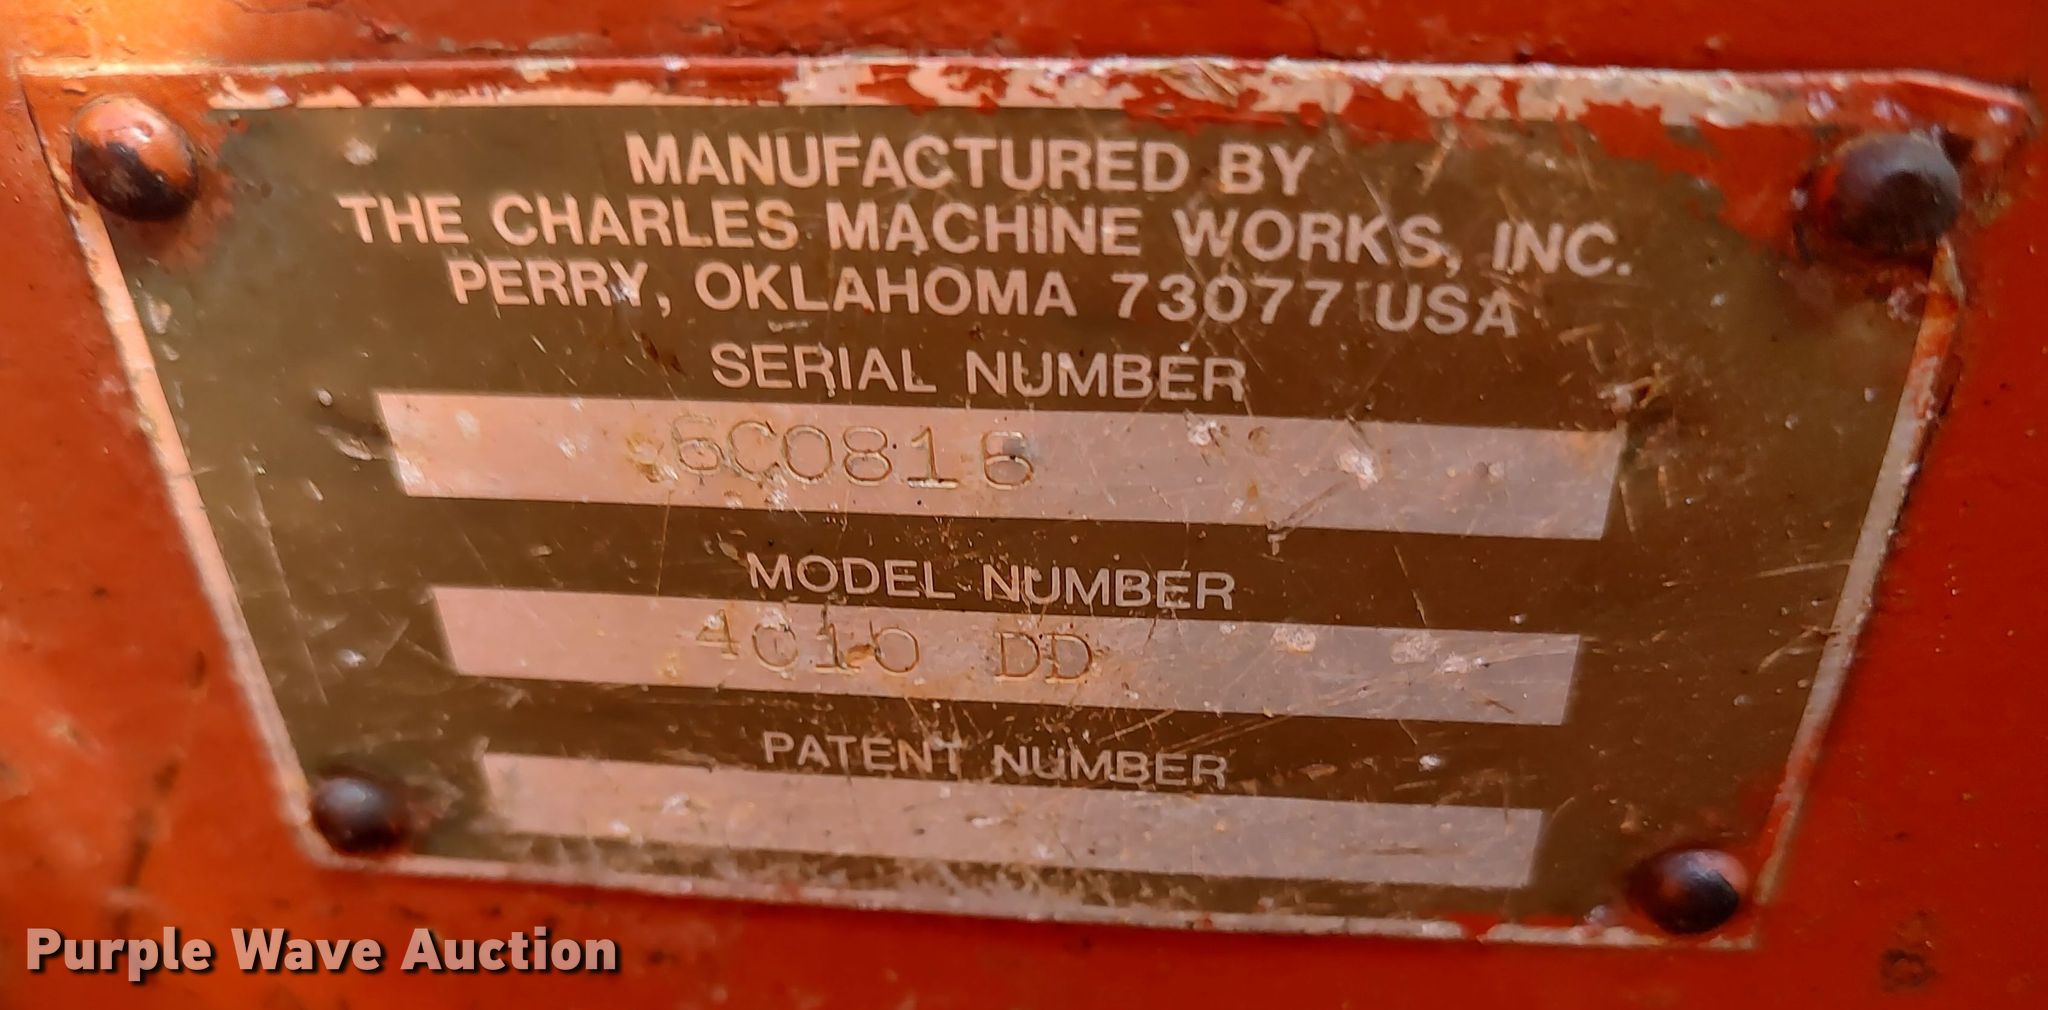 MANUFACTURED BY
THE CHARLES MACHINE WORKS, INC.
PERRY, OKLAHOMA 73077 USA
SERIAL NUMBER
6C0818
MODEL NUMBER
4010 DD
PATENT NUMBER
Purple Wave Auction